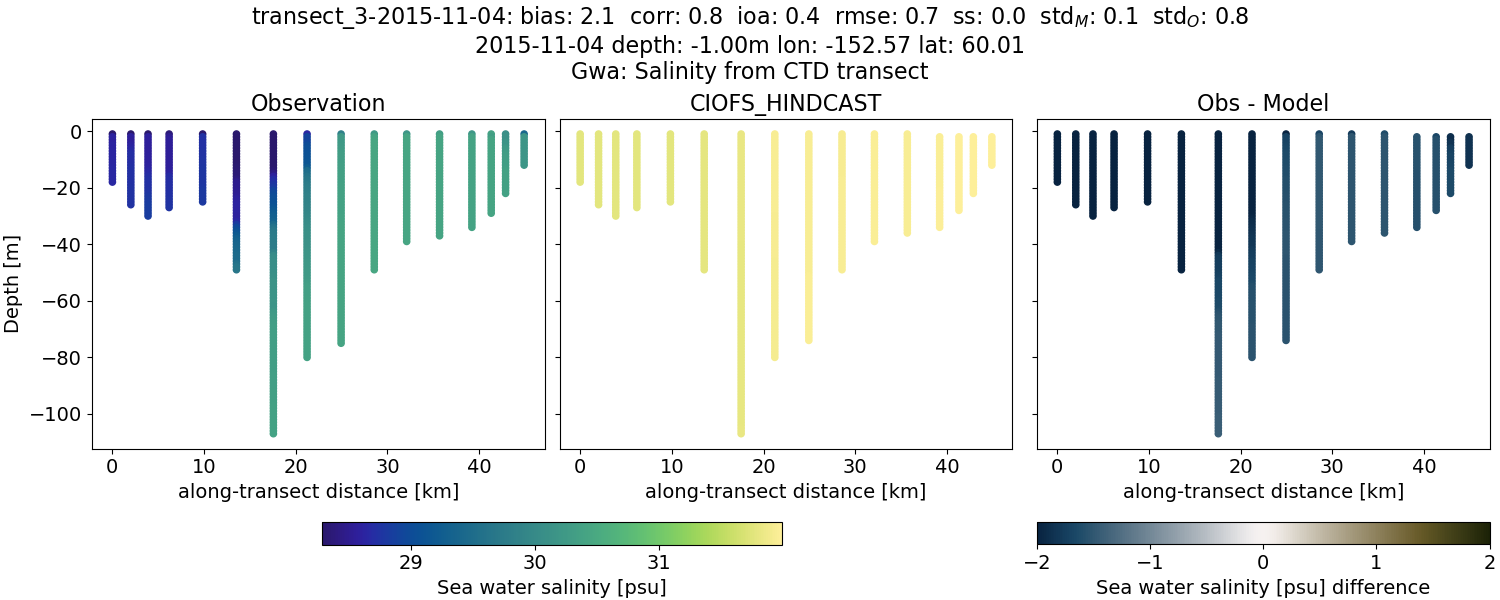 transect_3-2015-11-04: bias: 2.1 corr: 0.8 ioa: 0.4 rmse: 0.7 ss: 0.0 std_M: 0.1 std_O: 0.8
2015-11-04 depth: -1.00m lon: -152.57 lat: 60.01
Gwa: Salinity from CTD transect
Observation
CIOFS_HINDCAST
Obs - Model
Depth [m]
0
−20
−40
−60
−80
−100
0 10 20 30 40
0 10 20 30 40
0 10 20 30 40
along-transect distance [km]
along-transect distance [km]
along-transect distance [km]
29 30 31
Sea water salinity [psu]
−2 −1 0 1 2
Sea water salinity [psu] difference